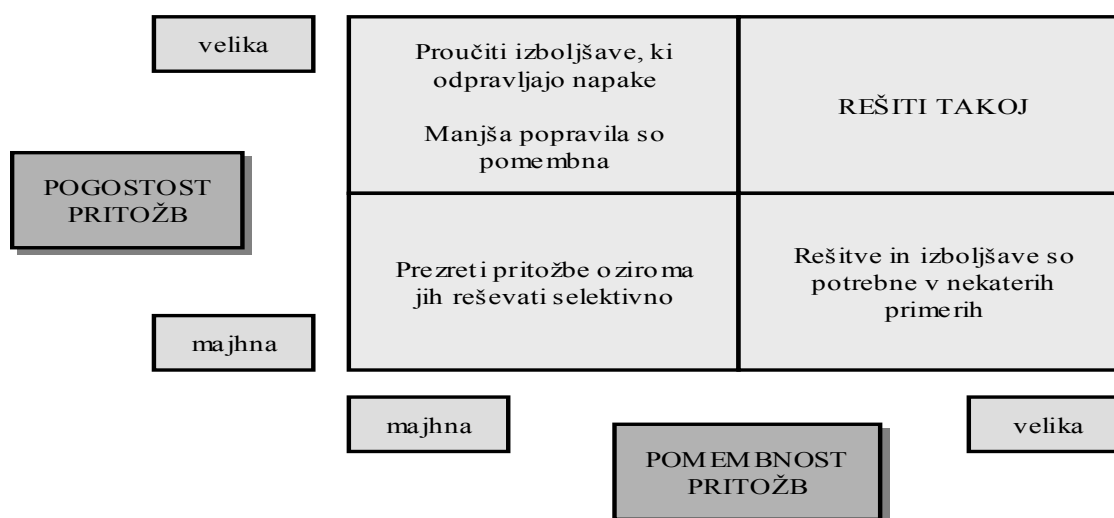 velika
Proučiti izboljšave, ki
odpravljajo napake
Manjša popravila so
pomembna
REŠITI TAKOJ
POGOSTOST
PRITOŽB
Prezreti pritožbe oziroma
jih reševati selektivno
Rešitve in izboljšave so
potrebne v nekaterih
primerih
majhna
majhna
velika
POMEMBNOST
PRITOŽB